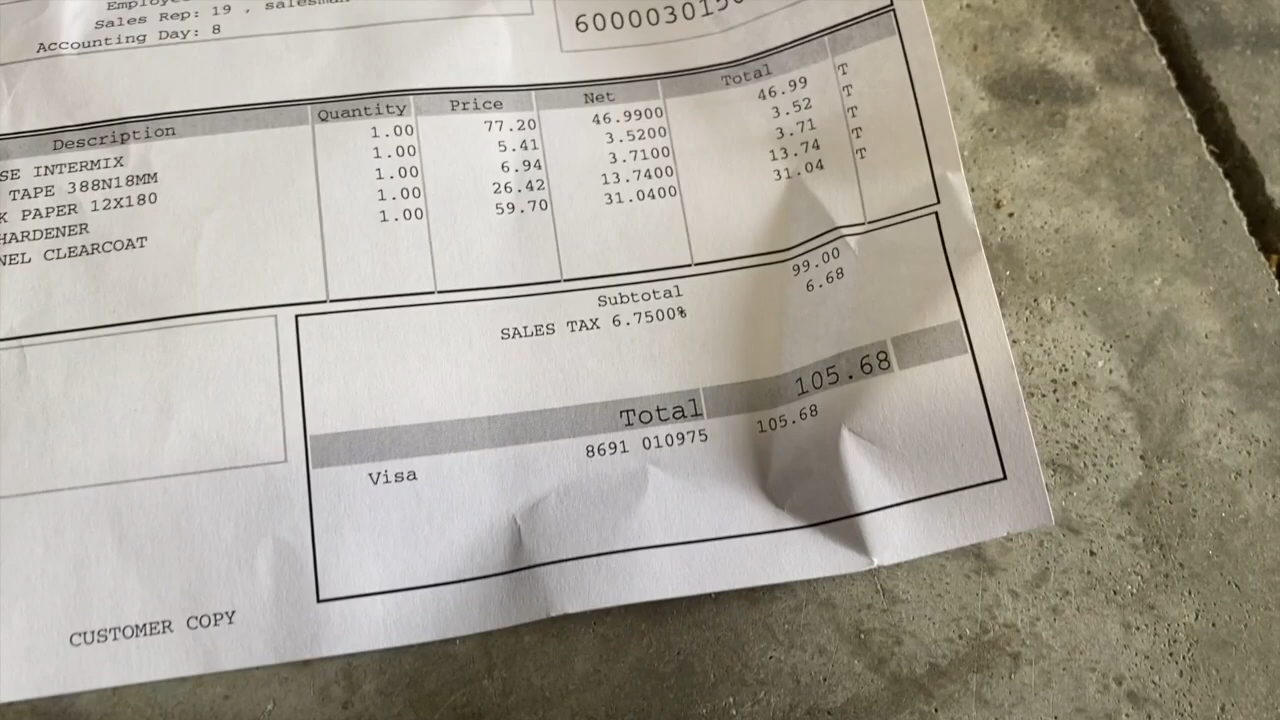 Sales Rep: 19 ,
Accounting Day: 8
Description Quantity Price Net Total
SE INTERMIX 1.00 77.20 46.9900 46.99 T
TAPE 388N18MM 1.00 5.41 3.5200 3.52 T
K PAPER 12X180 1.00 6.94 3.7100 3.71 T
HARDENER 1.00 26.42 13.7400 13.74 T
NEL CLEARCOAT 1.00 59.70 31.0400 31.04 T
Subtotal 99.00
SALES TAX 6.7500% 6.68
Total 105.68
Visa 8691 010975 105.68
CUSTOMER COPY